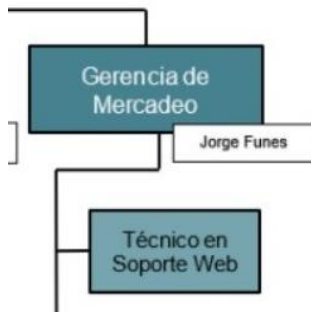 Gerencia de
Mercadeo
Jorge Funes
Técnico en
Soporte Web